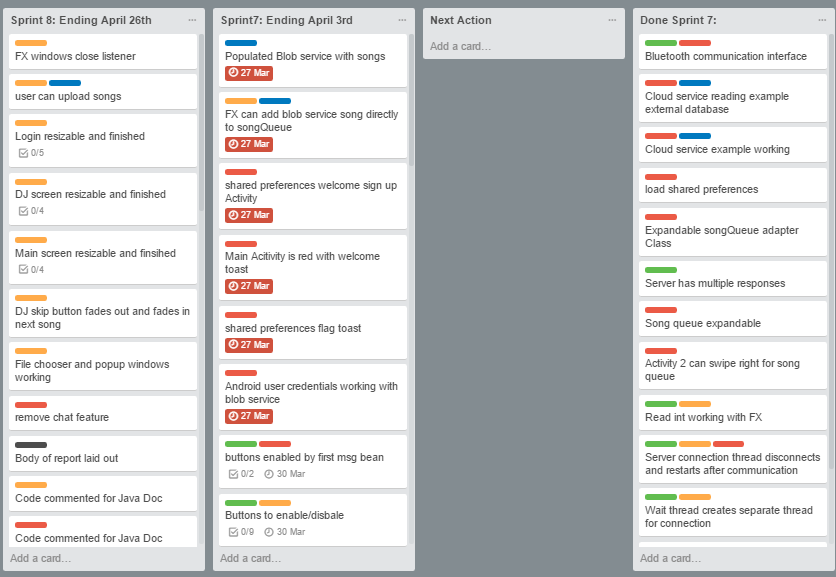 Sprint 8: Ending April 26th
FX windows close listener
user can upload songs
Login resizable and finished
0/5
DJ screen resizable and finished
0/4
Main screen resizable and finsihed
0/4
DJ skip button fades out and fades in
next song
File chooser and popup windows
working
remove chat feature
Body of report laid out
Code commented for Java Doc
Code commented for Java Doc
Add a card...
Sprint7: Ending April 3rd
Populated Blob service with songs
27 Mar
FX can add blob service song directly
to songQueue
27 Mar
shared preferences welcome sign up
Activity
27 Mar
Main Acitivity is red with welcome
toast
27 Mar
shared preferences flag toast
27 Mar
Android user credentials working with
blob service
27 Mar
buttons enabled by first msg bean
0/2 30 Mar
Buttons to enable/disbale
0/9 30 Mar
Add a card...
Next Action
Add a card...
Done Sprint 7:
Bluetooth communication interface
Cloud service reading example
external database
Cloud service example working
load shared preferences
Expandable songQueue adapter
Class
Server has multiple responses
Song queue expandable
Activity 2 can swipe right for song
queue
Read int working with FX
Server connection thread disconnects
and restarts after communication
Wait thread creates separate thread
for connection
Add a card...